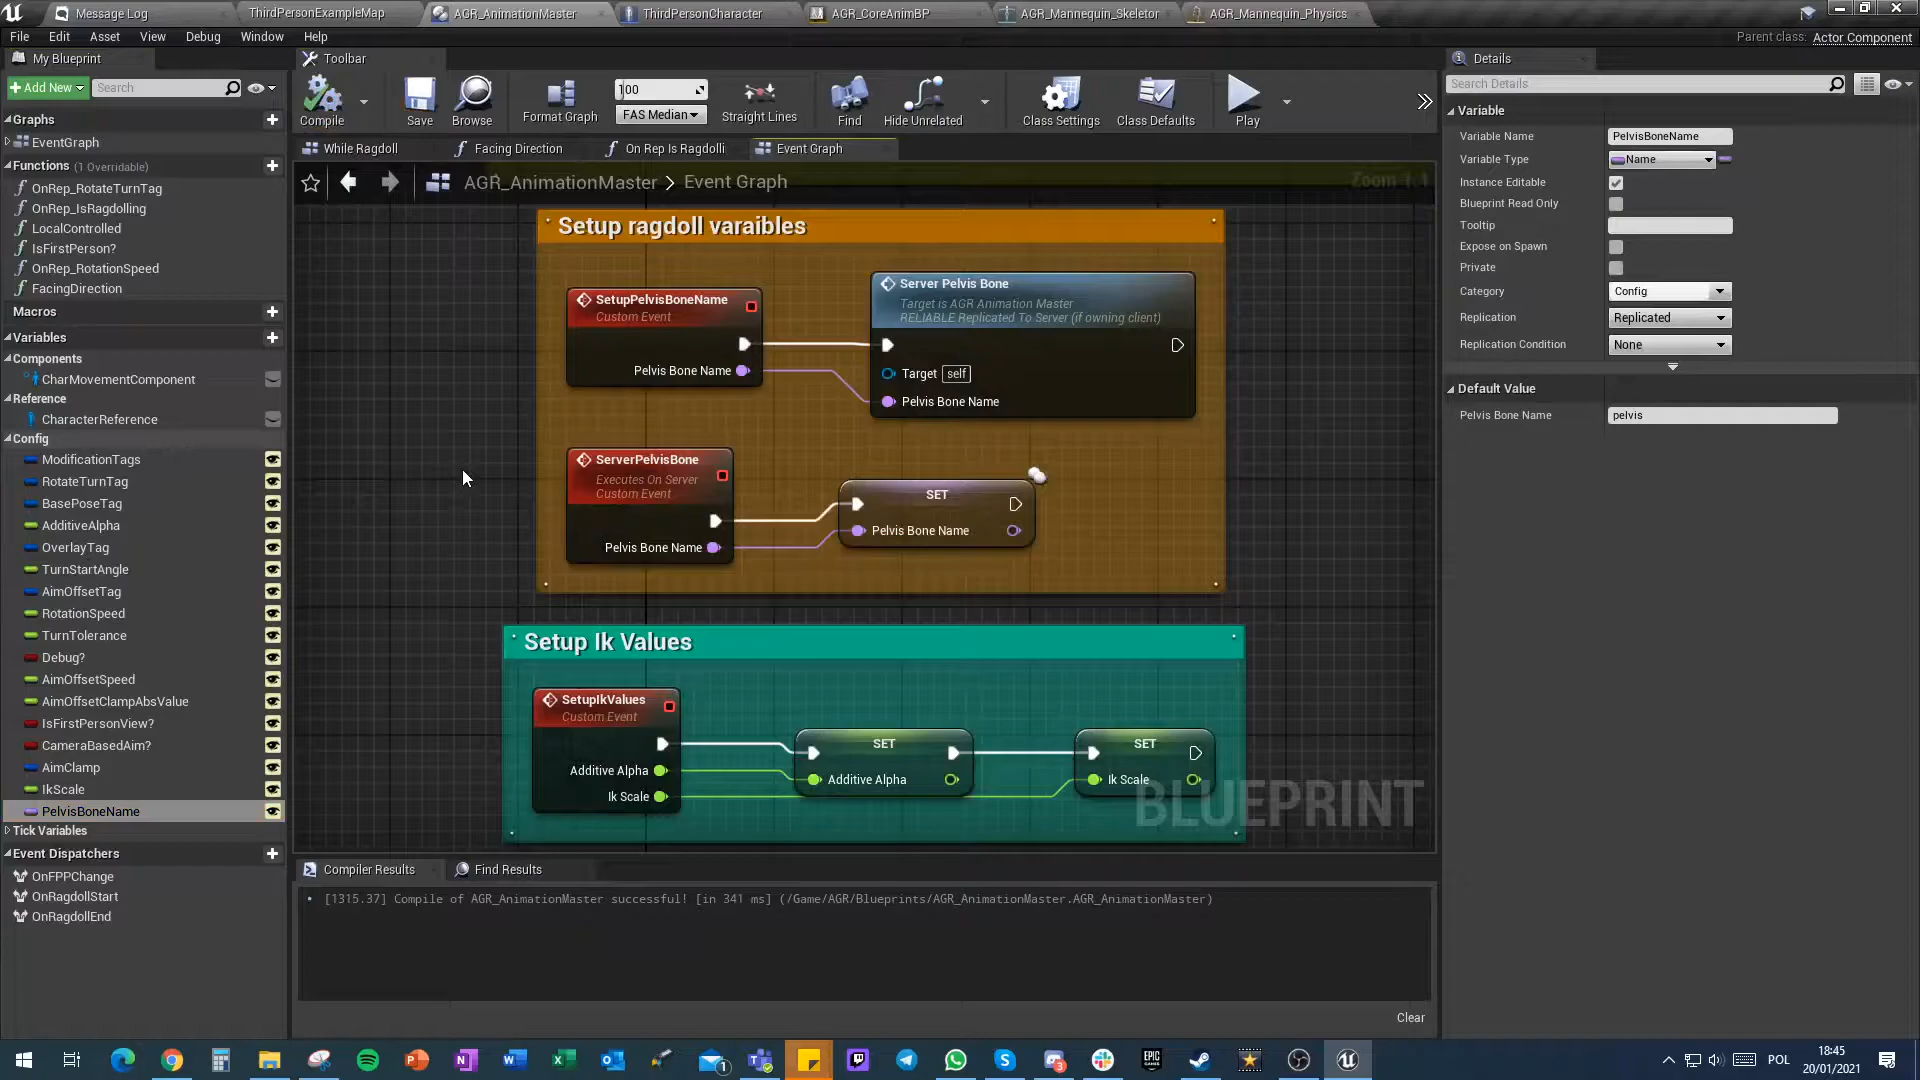 Message Log
ThirdPersonExampleMap
AGR_AnimationMaster
ThirdPersonCharacter
AGR_CoreAnimBP
AGR_Mannequin_Skeletor
AGR_Mannequin_Physics
File Edit Asset View Debug Window Help
Parent class: Actor Component
My Blueprint
Add New
Search
Graphs
EventGraph
Functions (1 Overridable)
OnRep_RotateTurnTag
OnRep_IsRagdolling
LocalControlled
IsFirstPerson?
OnRep_RotationSpeed
FacingDirection
Macros
Variables
Components
CharMovementComponent
Reference
CharacterReference
Config
ModificationTags
RotateTurnTag
BasePoseTag
AdditiveAlpha
OverlayTag
TurnStartAngle
AimOffsetTag
RotationSpeed
TurnTolerance
Debug?
AimOffsetSpeed
AimOffsetClampAbsValue
IsFirstPersonView?
CameraBasedAim?
AimClamp
IkScale
PelvisBoneName
Tick Variables
Event Dispatchers
OnFPPChange
OnRagdollStart
OnRagdollEnd
Toolbar
Compile
Save
Browse
Format Graph
100
FAS Median
Straight Lines
Find
Hide Unrelated
Class Settings
Class Defaults
Play
While Ragdoll
Facing Direction
On Rep Is Ragdolli
Event Graph
AGR_AnimationMaster > Event Graph
Zoom 1:1
Setup ragdoll varaibles
SetupPelvisBoneName
Custom Event
Pelvis Bone Name
Server Pelvis Bone
Target is AGR Animation Master
RELIABLE Replicated To Server (if owning client)
Target self
Pelvis Bone Name
ServerPelvisBone
Executes On Server
Custom Event
Pelvis Bone Name
SET
Pelvis Bone Name
Setup Ik Values
SetupIkValues
Custom Event
Additive Alpha
Ik Scale
SET
Additive Alpha
SET
Ik Scale
BLUEPRINT
Compiler Results
Find Results
[1315.37] Compile of AGR_AnimationMaster successful! [in 341 ms] (/Game/AGR/Blueprints/AGR_AnimationMaster.AGR_AnimationMaster)
Clear
Details
Search Details
Variable
Variable Name PelvisBoneName
Variable Type Name
Instance Editable
Blueprint Read Only
Tooltip
Expose on Spawn
Private
Category Config
Replication Replicated
Replication Condition None
Default Value
Pelvis Bone Name pelvis
POL
18:45
20/01/2021